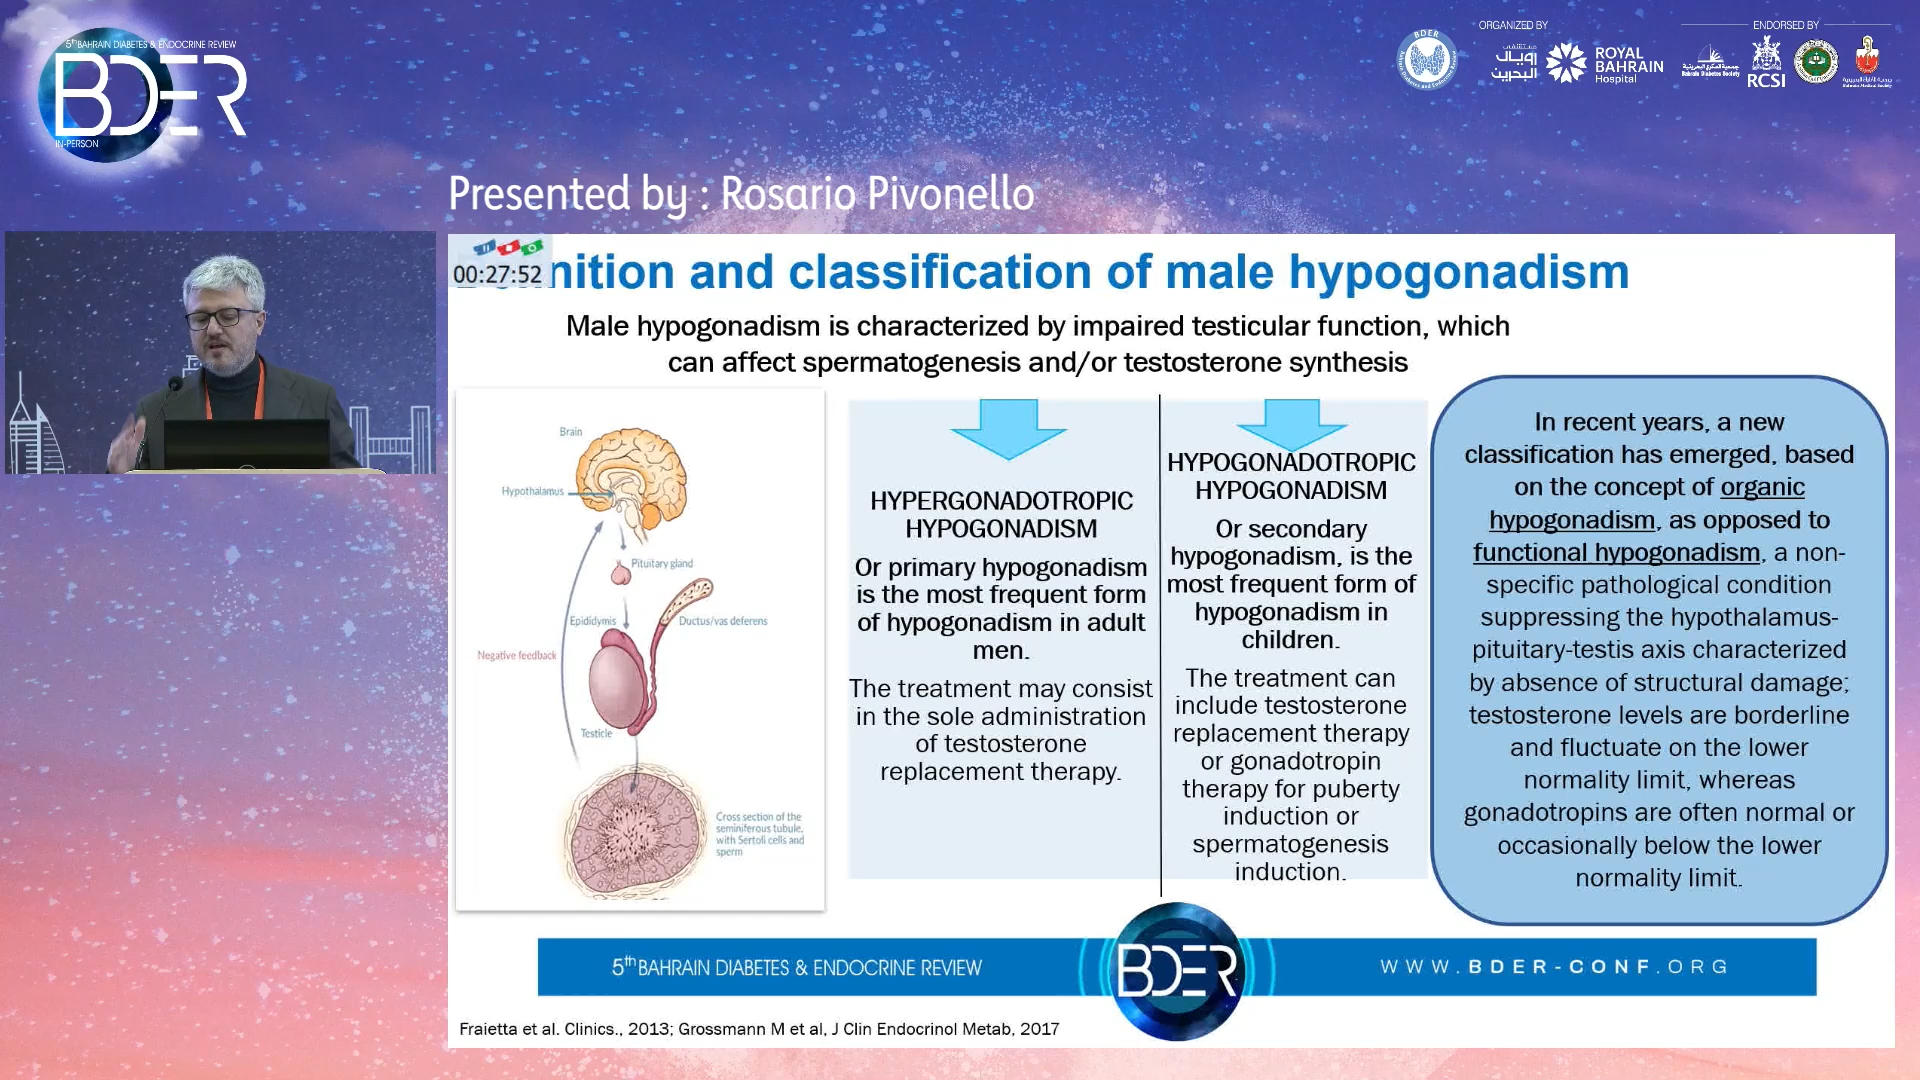 5th BAHRAIN DIABETES & ENDOCRINE REVIEW
BDER
IN-PERSON
ORGANIZED BY
ENDORSED BY
BDER
مستشفى
رويال
البحرين
ROYAL
BAHRAIN
Hospital
Bahrain Diabetes Society
RCSI
Bahrain Medical Society
Presented by : Rosario Pivonello
00:27:52
nition and classification of male hypogonadism
Male hypogonadism is characterized by impaired testicular function, which
can affect spermatogenesis and/or testosterone synthesis
Brain
Hypothalamus
Pituitary gland
Epididymis
Ductus/vas deferens
Negative feedback
Testicle
Cross section of the
seminiferous tubule,
with Sertoli cells and
sperm
HYPERGONADOTROPIC
HYPOGONADISM
Or primary hypogonadism
is the most frequent form
of hypogonadism in adult
men.
The treatment may consist
in the sole administration
of testosterone
replacement therapy.
HYPOGONADOTROPIC
HYPOGONADISM
Or secondary
hypogonadism, is the
most frequent form of
hypogonadism in
children.
The treatment can
include testosterone
replacement therapy
or gonadotropin
therapy for puberty
induction or
spermatogenesis
induction.
In recent years, a new
classification has emerged, based
on the concept of organic
hypogonadism, as opposed to
functional hypogonadism, a non-
specific pathological condition
suppressing the hypothalamus-
pituitary-testis axis characterized
by absence of structural damage;
testosterone levels are borderline
and fluctuate on the lower
normality limit, whereas
gonadotropins are often normal or
occasionally below the lower
normality limit.
5th BAHRAIN DIABETES & ENDOCRINE REVIEW
BDER
WWW.BDER-CONF.ORG
Fraietta et al. Clinics., 2013; Grossmann M et al, J Clin Endocrinol Metab, 2017